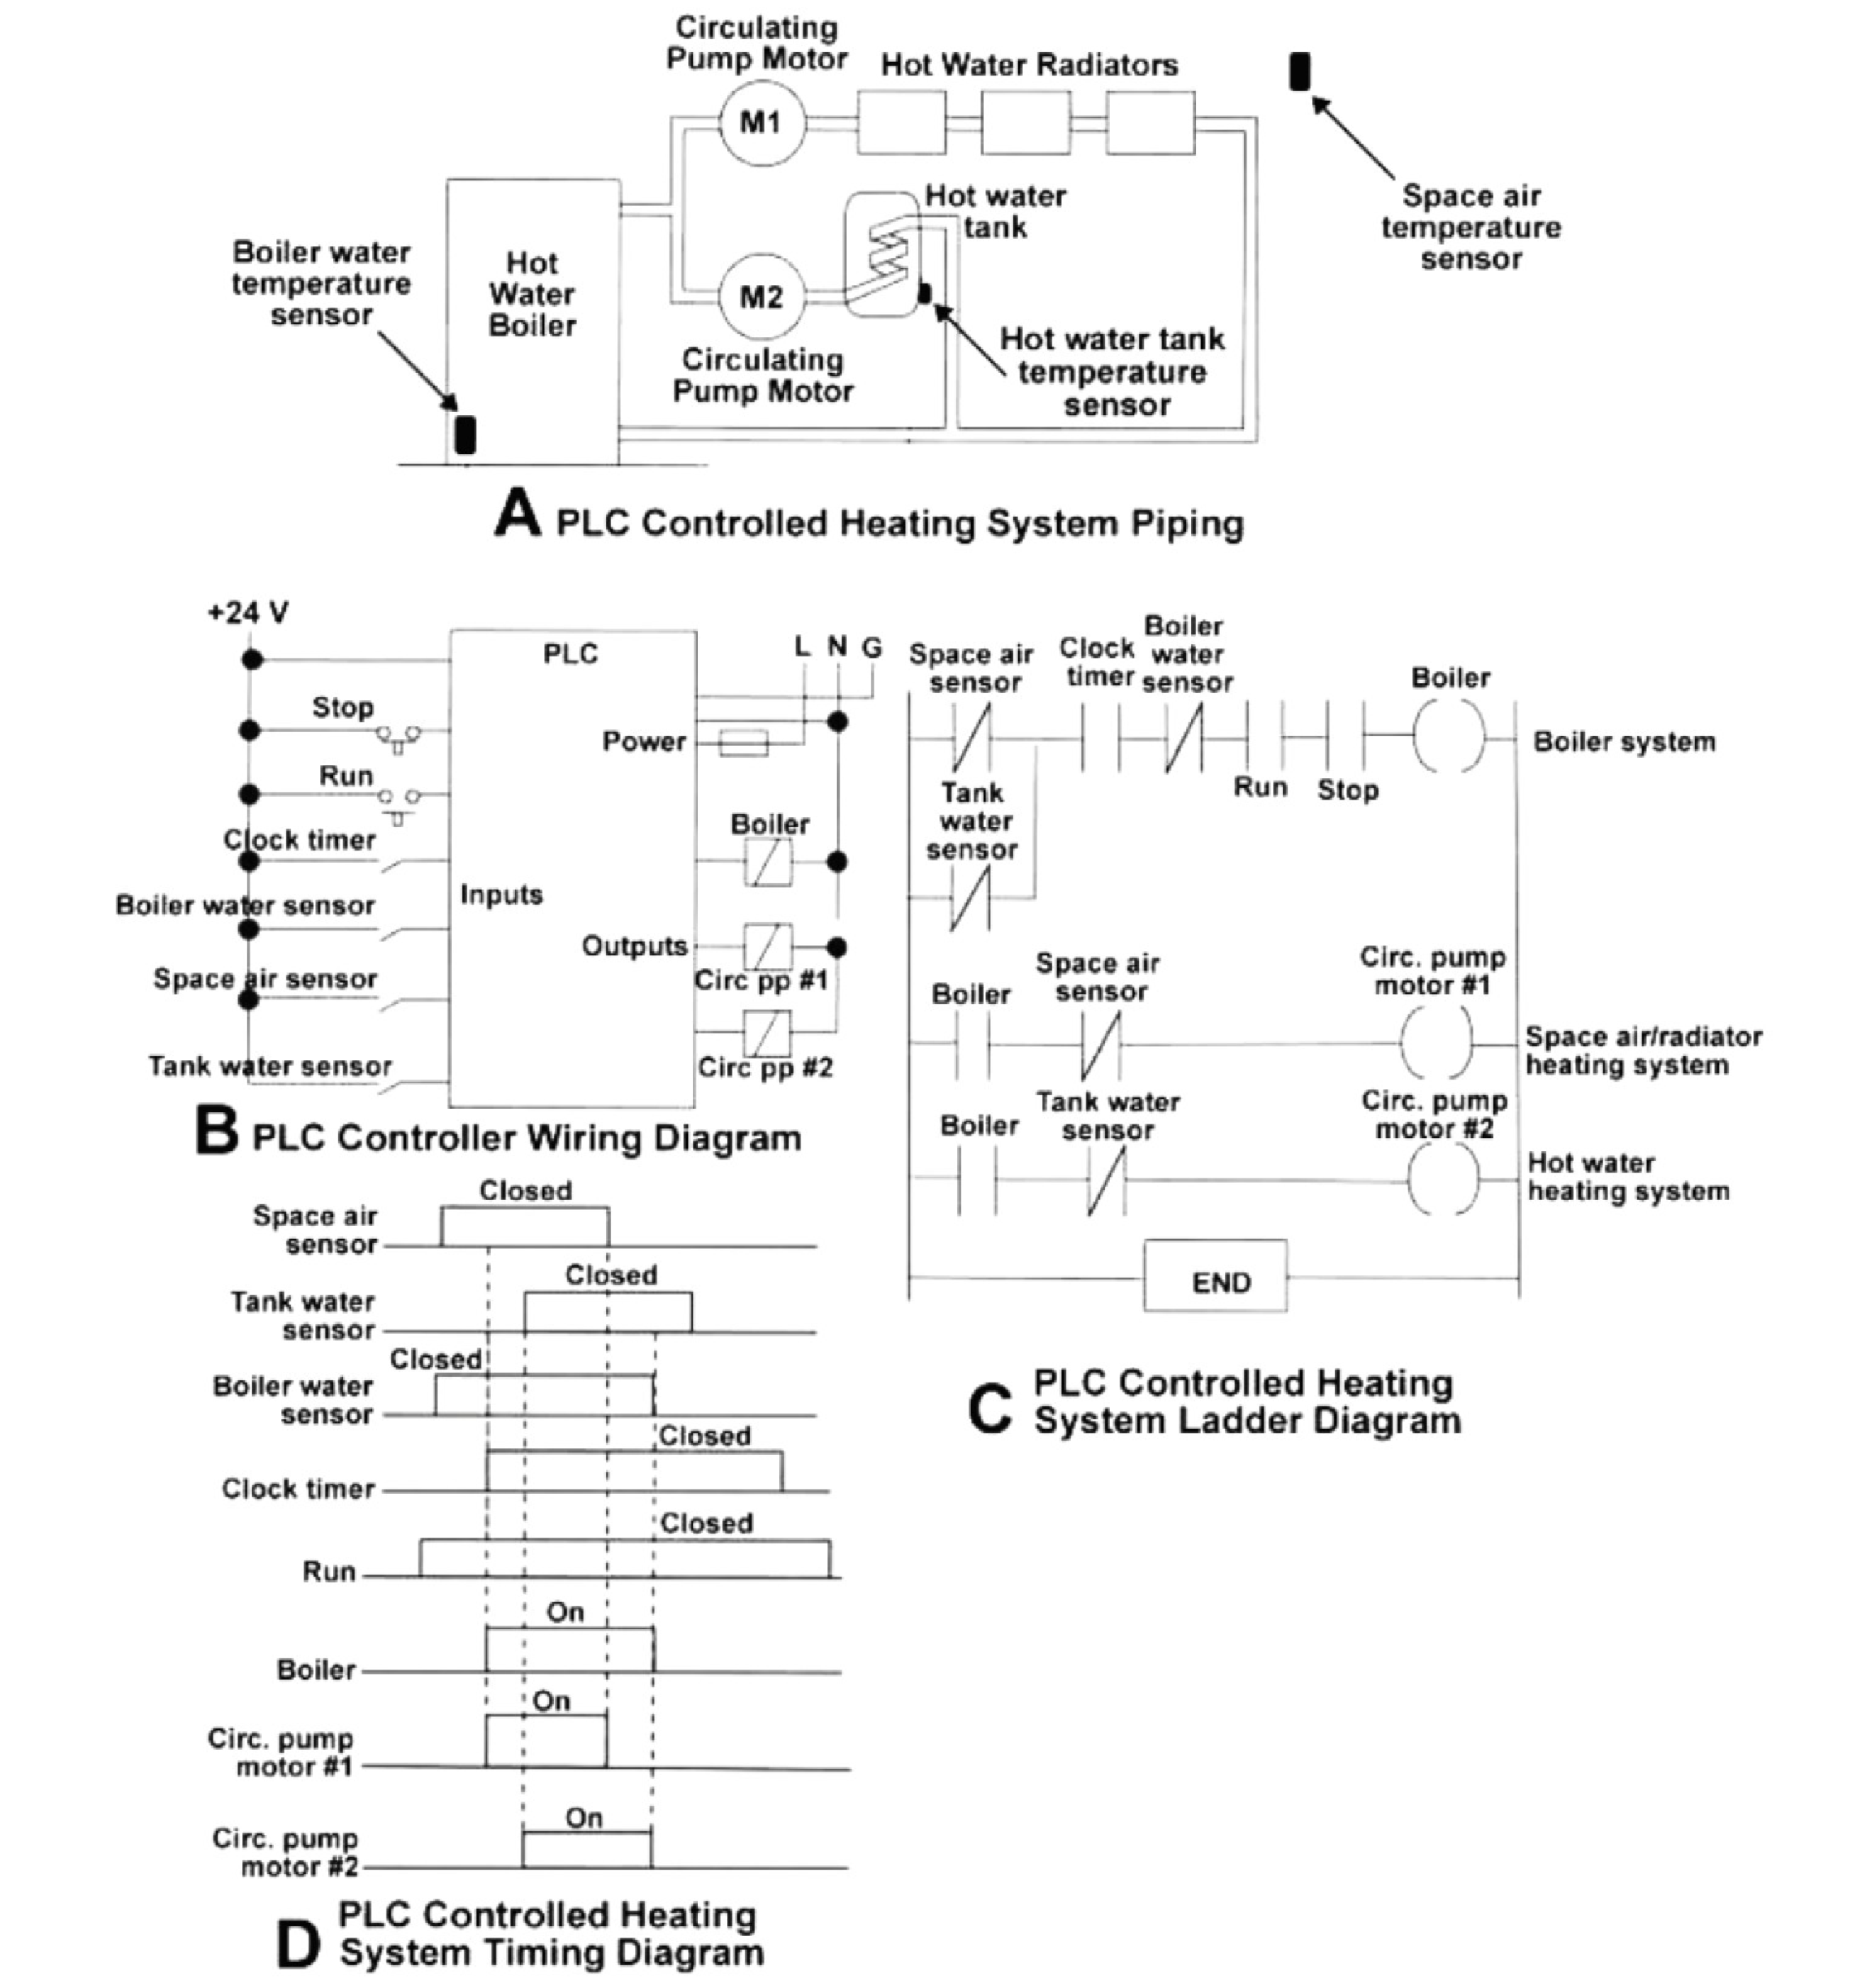 Circulating
Pump Motor
Hot Water Radiators
M1
Space air
temperature
sensor
Hot water
tank
Boiler water
temperature
sensor
Hot
Water
Boiler
M2
Circulating
Pump Motor
Hot water tank
temperature
sensor
A PLC Controlled Heating System Piping
+24 V
PLC
L N G
Stop
Power
Run
Boiler
Clock timer
Inputs
Boiler water sensor
Outputs
Space air sensor
Circ pp #1
Tank water sensor
Circ pp #2
B PLC Controller Wiring Diagram
Space air
sensor
Clock
timer
Boiler
water
sensor
Boiler
Boiler system
Run
Stop
Tank
water
sensor
Boiler
Space air
sensor
Circ. pump
motor #1
Space air/radiator
heating system
Boiler
Tank water
sensor
Circ. pump
motor #2
Hot water
heating system
END
C PLC Controlled Heating
System Ladder Diagram
Closed
Space air
sensor
Closed
Tank water
sensor
Closed
Boiler water
sensor
Closed
Clock timer
Closed
Run
On
Boiler
On
Circ. pump
motor #1
On
Circ. pump
motor #2
D PLC Controlled Heating
System Timing Diagram